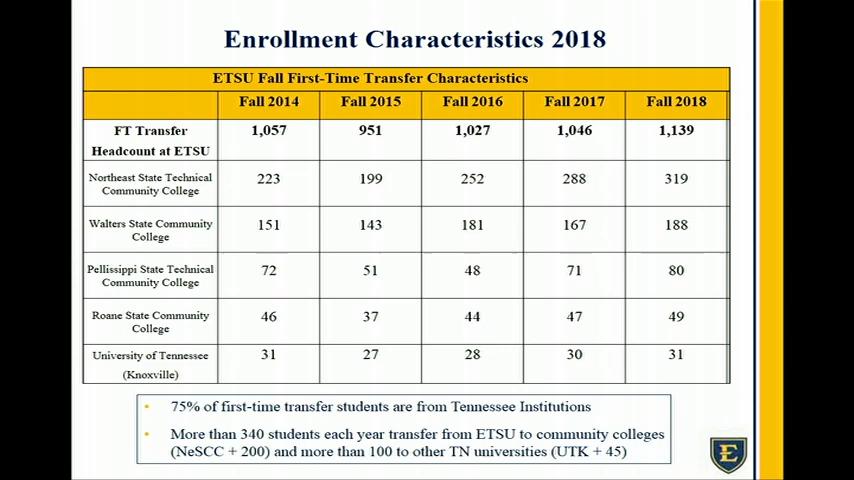 Enrollment Characteristics 2018
ETSU Fall First-Time Transfer Characteristics
Fall 2014 Fall 2015 Fall 2016 Fall 2017 Fall 2018
FT Transfer
Headcount at ETSU 1,057 951 1,027 1,046 1,139
Northeast State Technical
Community College 223 199 252 288 319
Walters State Community
College 151 143 181 167 188
Pellissippi State Technical
Community College 72 51 48 71 80
Roane State Community
College 46 37 44 47 49
University of Tennessee
(Knoxville) 31 27 28 30 31
• 75% of first-time transfer students are from Tennessee Institutions
• More than 340 students each year transfer from ETSU to community colleges
(NeSCC + 200) and more than 100 to other TN universities (UTK + 45)
E